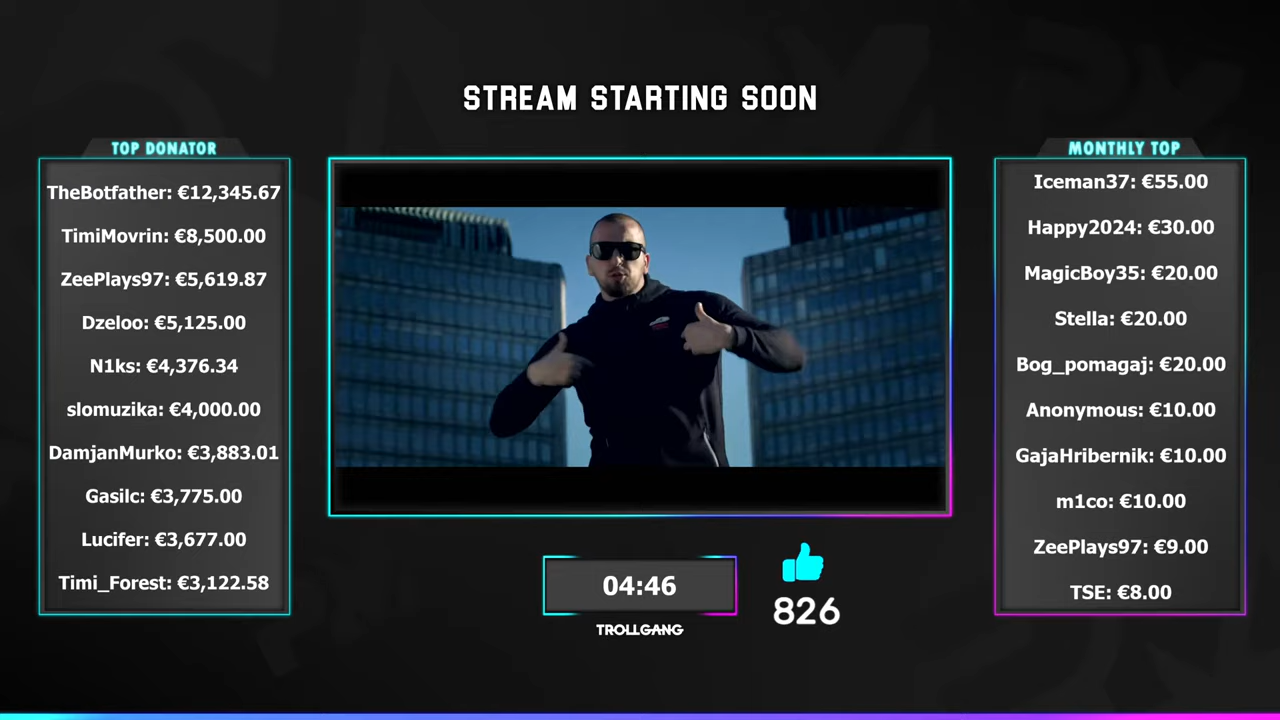 STREAM STARTING SOON
TOP DONATOR
TheBotfather: €12,345.67
TimiMovrin: €8,500.00
ZeePlays97: €5,619.87
Dzeloo: €5,125.00
N1ks: €4,376.34
slomuzika: €4,000.00
DamjanMurko: €3,883.01
Gasilc: €3,775.00
Lucifer: €3,677.00
Timi_Forest: €3,122.58
MONTHLY TOP
Iceman37: €55.00
Happy2024: €30.00
MagicBoy35: €20.00
Stella: €20.00
Bog_pomagaj: €20.00
Anonymous: €10.00
GajaHribernik: €10.00
m1co: €10.00
ZeePlays97: €9.00
TSE: €8.00
04:46
TROLLGANG
826